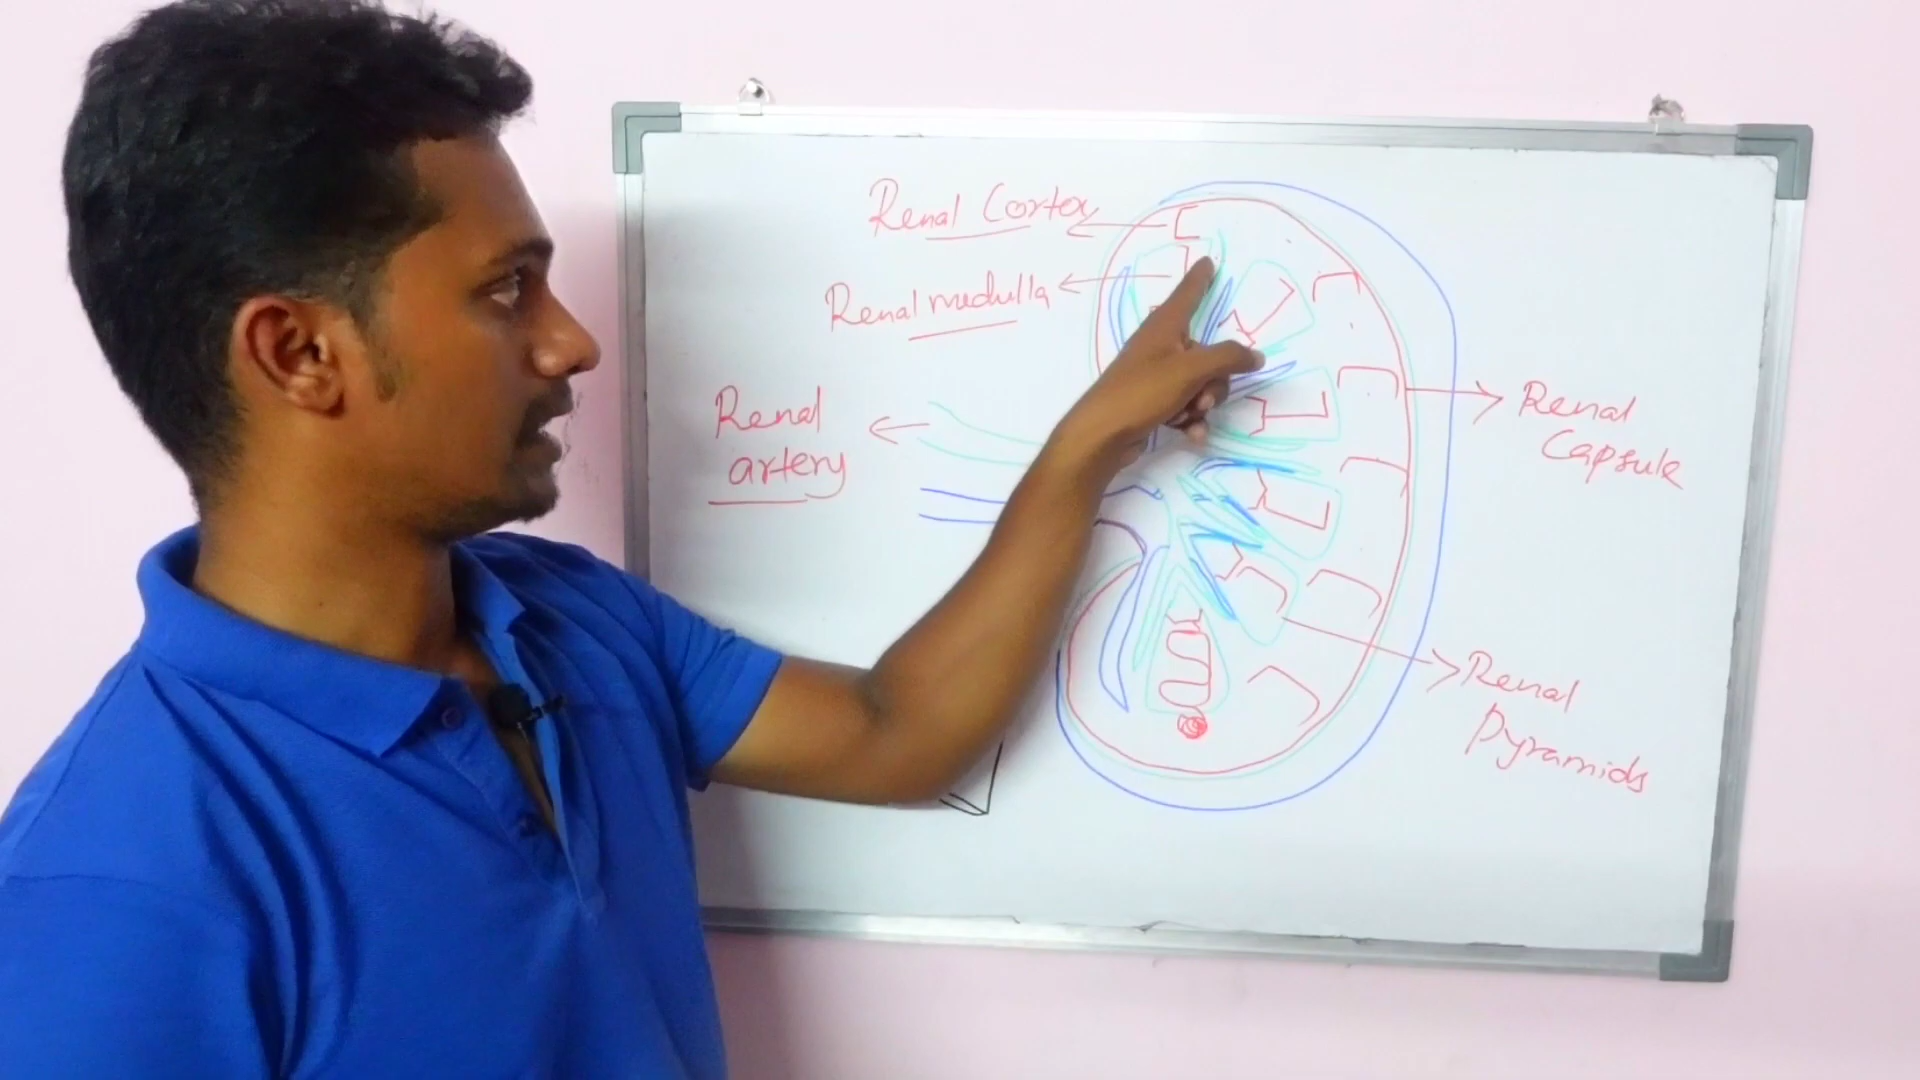 Renal Cortex
Renal medulla
Renal
artery
Renal
Capsule
Renal
Pyramids